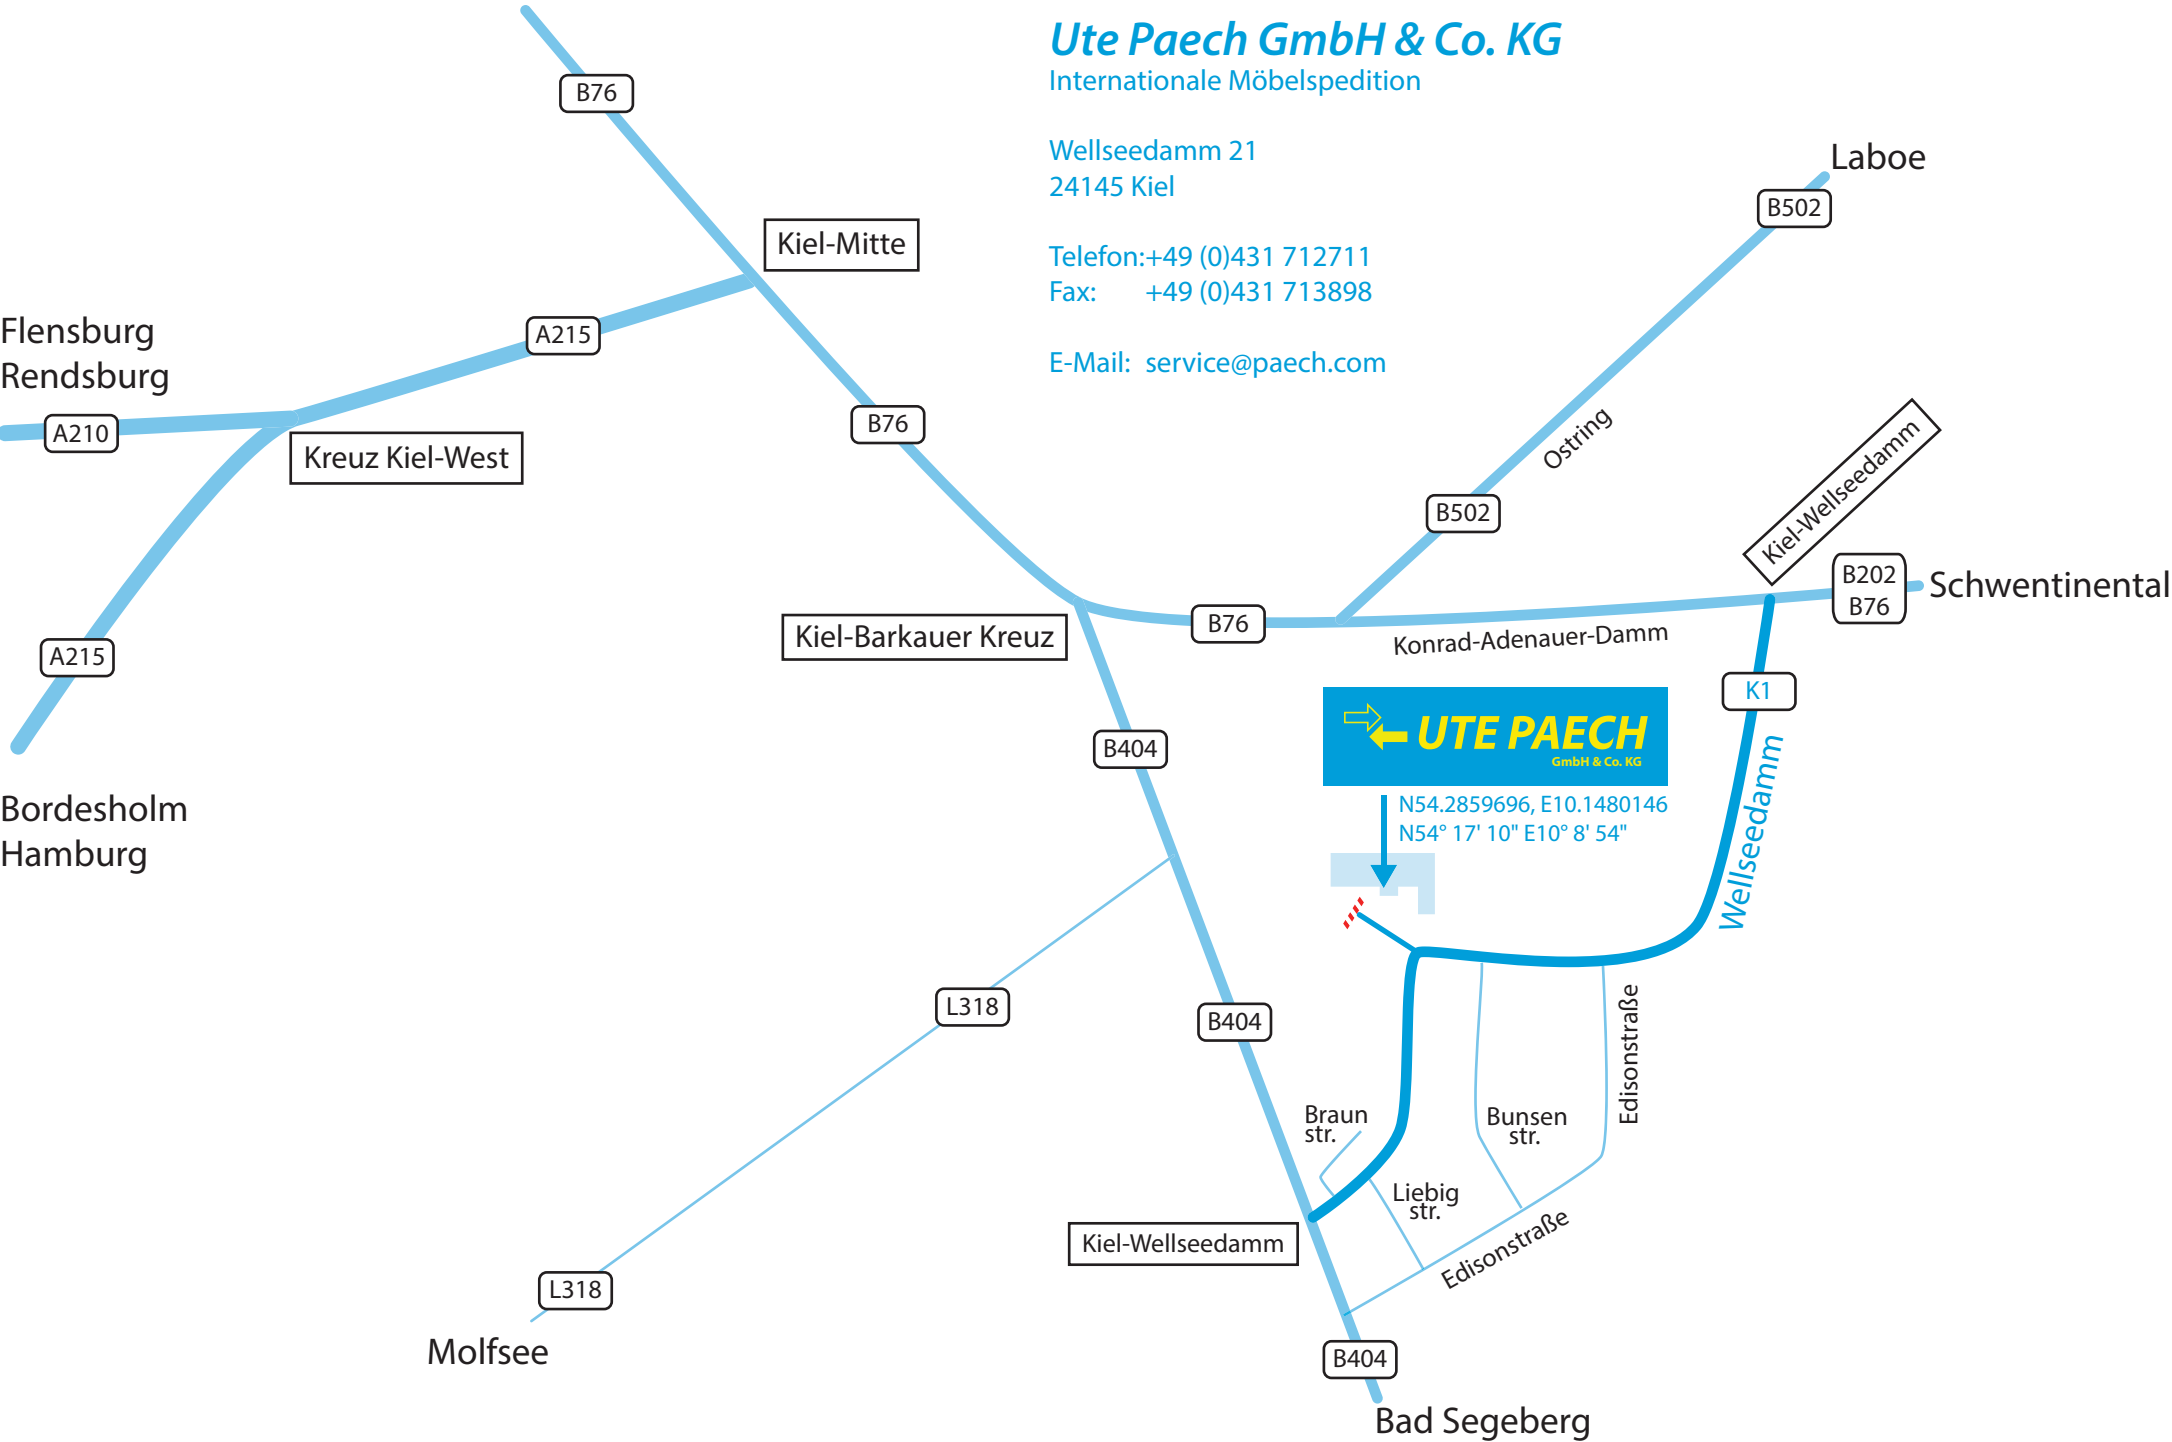 Ute Paech GmbH & Co. KG
Internationale Möbelspedition
Wellseedamm 21
24145 Kiel
Telefon:+49 (0)431 712711
Fax: +49 (0)431 713898
E-Mail: service@paech.com
B76
Laboe
B502
Kiel-Mitte
Flensburg
Rendsburg
A215
A210
Kreuz Kiel-West
B76
Ostring
B502
Kiel-Wellseedamm
B202
B76
Schwentinental
B76
Kiel-Barkauer Kreuz
Konrad-Adenauer-Damm
A215
K1
Bordesholm
Hamburg
B404
UTE PAECH
GmbH & Co. KG
N54.2859696, E10.1480146
N54° 17' 10" E10° 8' 54"
Wellseedamm
L318
B404
Edisonstraße
Braun
str.
Bunsen
str.
Liebig
str.
Kiel-Wellseedamm
Edisonstraße
L318
Molfsee
B404
Bad Segeberg